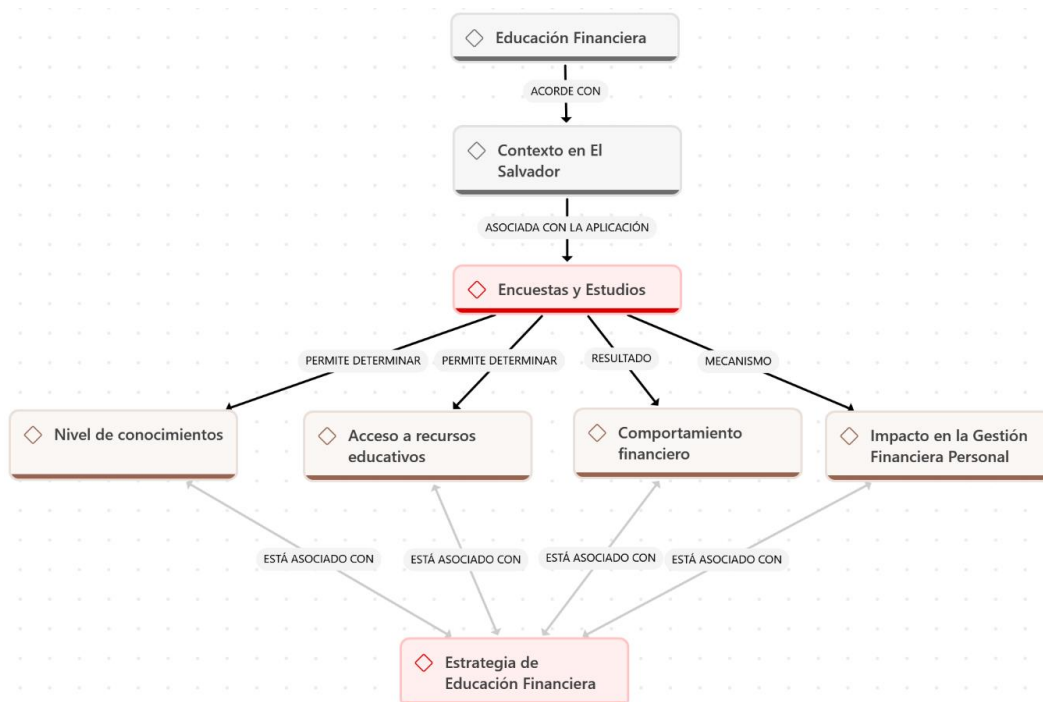 Educación Financiera
ACORDE CON
Contexto en El
Salvador
ASOCIADA CON LA APLICACIÓN
Encuestas y Estudios
PERMITE DETERMINAR
PERMITE DETERMINAR
RESULTADO
MECANISMO
Nivel de conocimientos
Acceso a recursos
educativos
Comportamiento
financiero
Impacto en la Gestión
Financiera Personal
ESTÁ ASOCIADO CON
ESTÁ ASOCIADO CON
ESTÁ ASOCIADO CON
ESTÁ ASOCIADO CON
Estrategia de
Educación Financiera